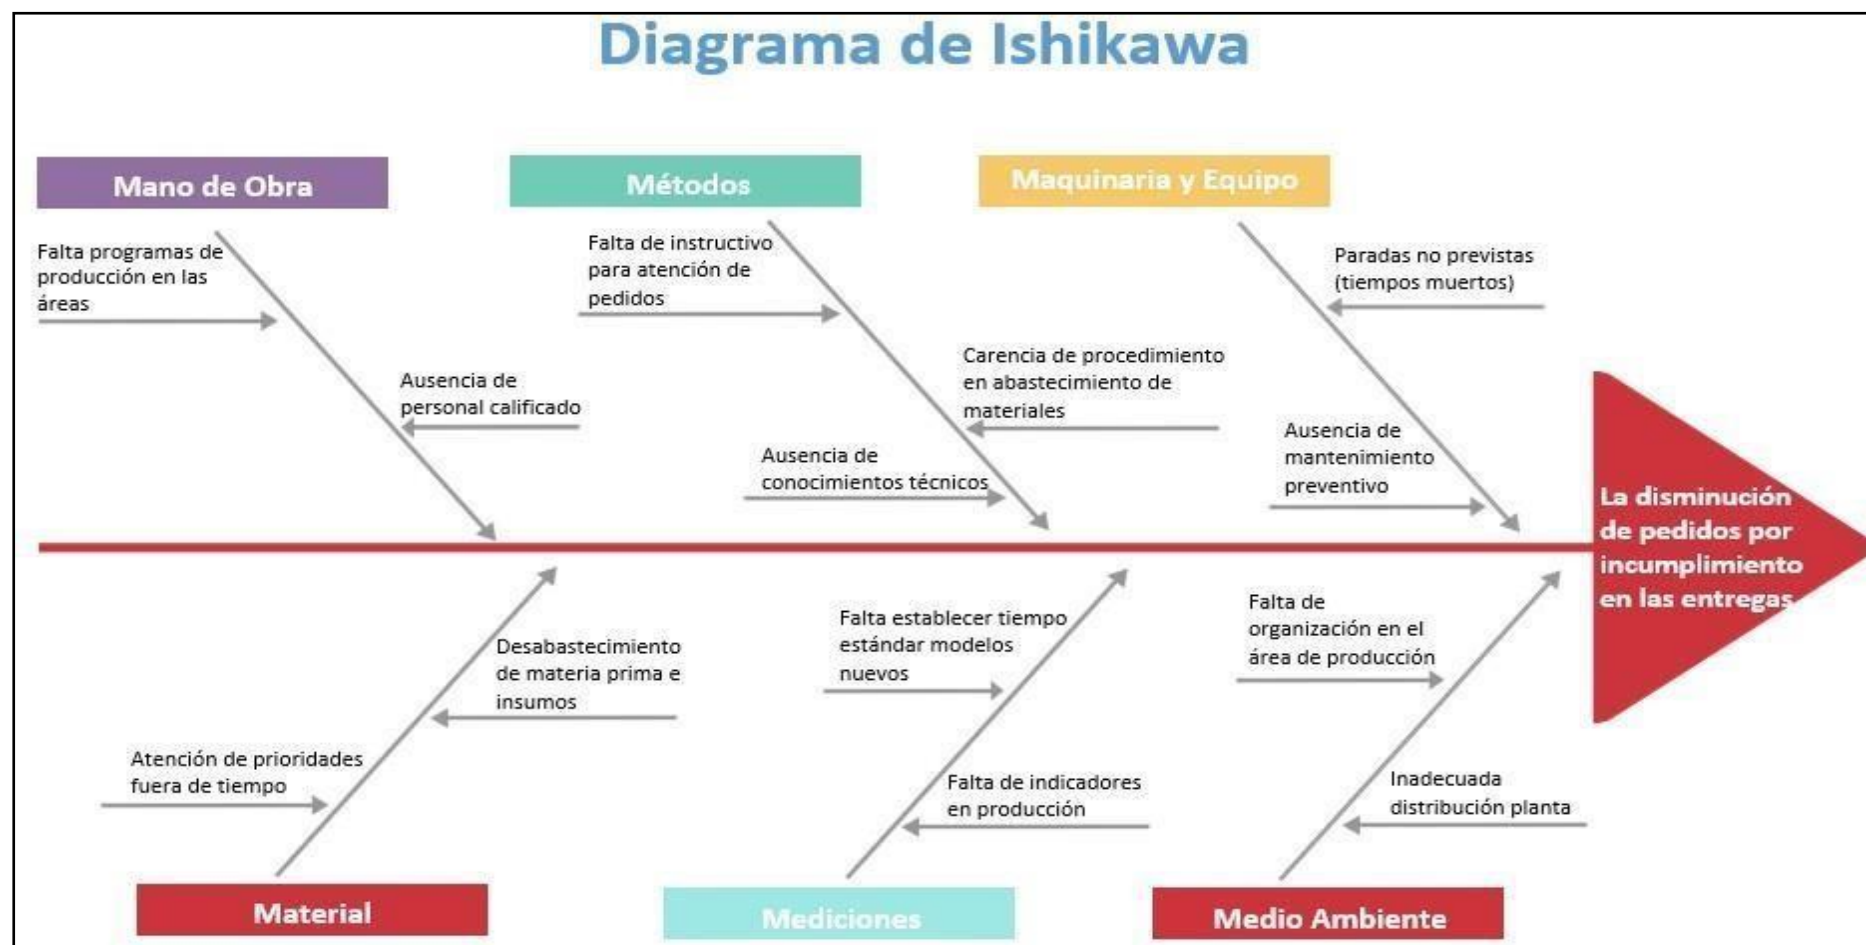 Diagrama de Ishikawa
Mano de Obra
Falta programas de
producción en las
áreas
Ausencia de
personal calificado
Métodos
Falta de instructivo
para atención de
pedidos
Carencia de procedimiento
en abastecimiento de
materiales
Ausencia de
conocimientos técnicos
Maquinaria y Equipo
Paradas no previstas
(tiempos muertos)
Ausencia de
mantenimiento
preventivo
La disminución
de pedidos por
incumplimiento
en las entregas
Desabastecimiento
de materia prima e
insumos
Atención de prioridades
fuera de tiempo
Material
Falta establecer tiempo
estándar modelos
nuevos
Falta de indicadores
en producción
Mediciones
Falta de
organización en el
área de producción
Inadecuada
distribución planta
Medio Ambiente